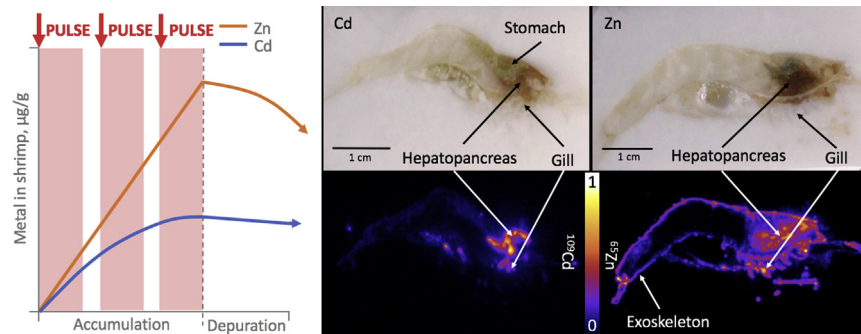 PULSE PULSE PULSE
Zn
Cd
Metal in shrimp, µg/g
Accumulation Depuration
Cd
Stomach
1 cm
Hepatopancreas Gill
Zn
1 cm
Hepatopancreas Gill
1
0
¹⁰⁹Cd
⁶⁵Zn
Exoskeleton